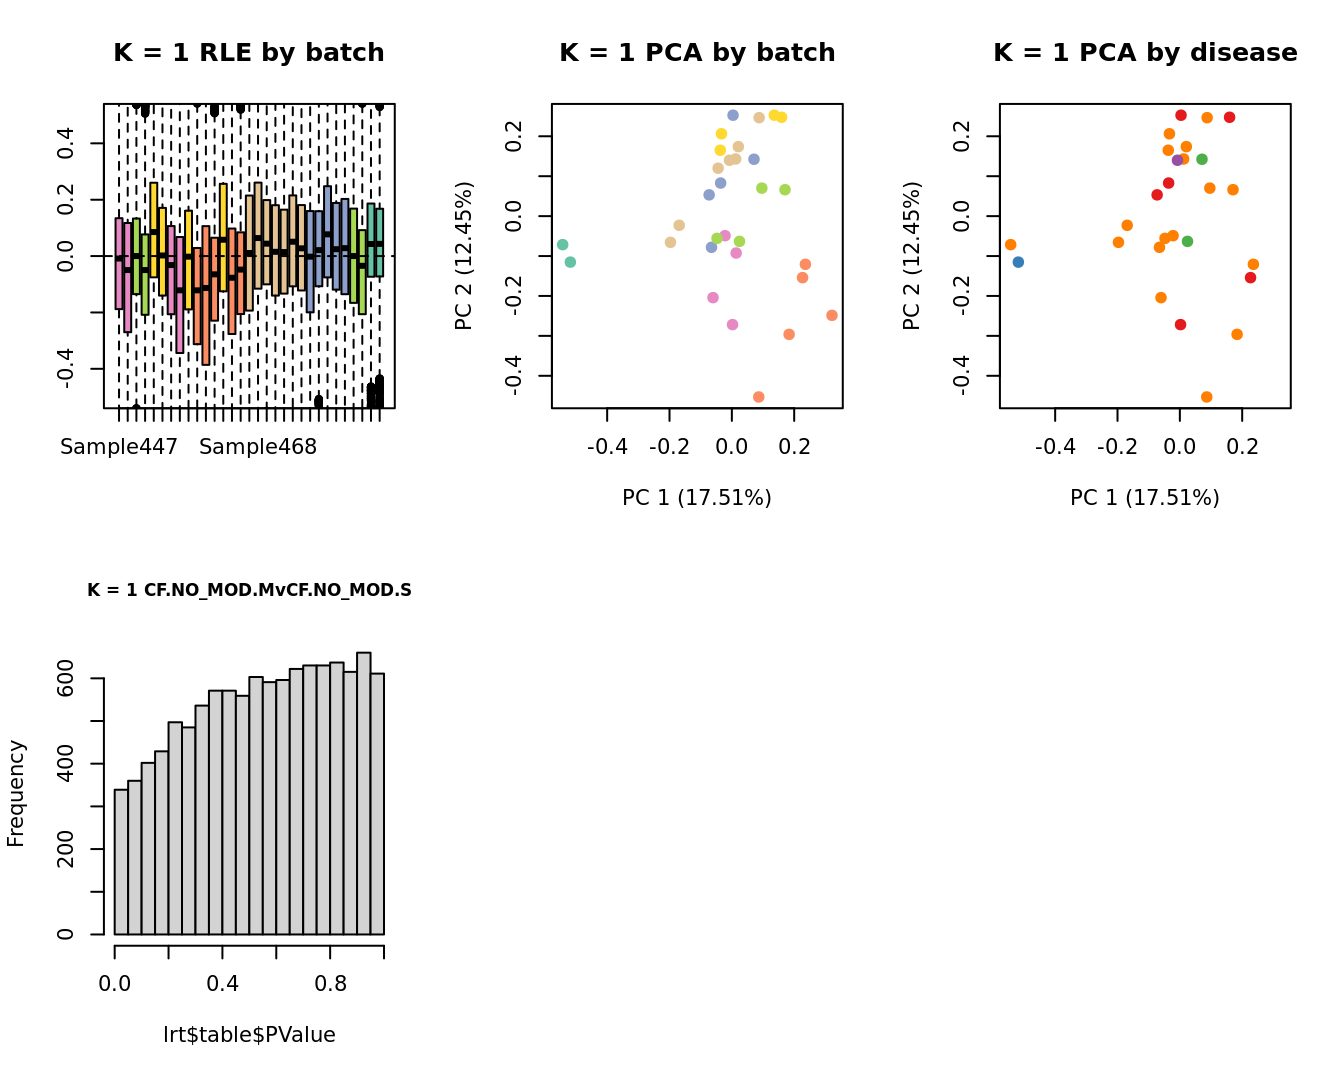 K = 1 RLE by batch
0.4
0.2
0.0
-0.4
Sample447 Sample468
K = 1 PCA by batch
PC 2 (12.45%)
0.2
0.0
-0.2
-0.4
-0.4 -0.2 0.0 0.2
PC 1 (17.51%)
K = 1 PCA by disease
PC 2 (12.45%)
0.2
0.0
-0.2
-0.4
-0.4 -0.2 0.0 0.2
PC 1 (17.51%)
K = 1 CF.NO_MOD.MvCF.NO_MOD.S
Frequency
600
400
200
0
0.0 0.4 0.8
lrt$table$PValue